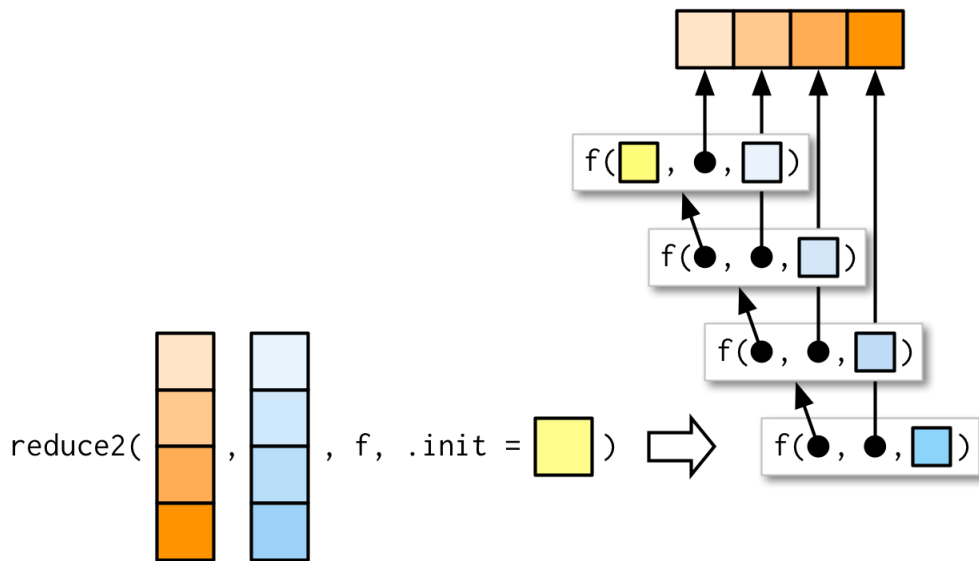 f( , , )
f( , , )
f( , , )
reduce2( , , f, .init = )
f( , , )